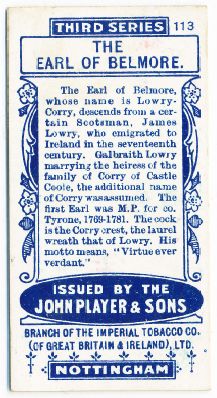 THIRD SERIES 113
THE
EARL OF BELMORE.
The Earl of Belmore,
whose name is Lowry-
Corry, descends from a cer-
tain Scotsman, James
Lowry, who emigrated to
Ireland in the seventeenth
century. Galbraith Lowry
marrying the heiress of the
family of Corry of Castle
Coole, the additional name
of Corry was assumed. The
first Earl was M.P. for co.
Tyrone, 1769-1781. The cock
is the Corry crest, the laurel
wreath that of Lowry. His
motto means, "Virtue ever
verdant."
ISSUED BY THE
JOHN PLAYER & SONS
BRANCH OF THE IMPERIAL TOBACCO CO.
(OF GREAT BRITAIN & IRELAND), LTD.
NOTTINGHAM